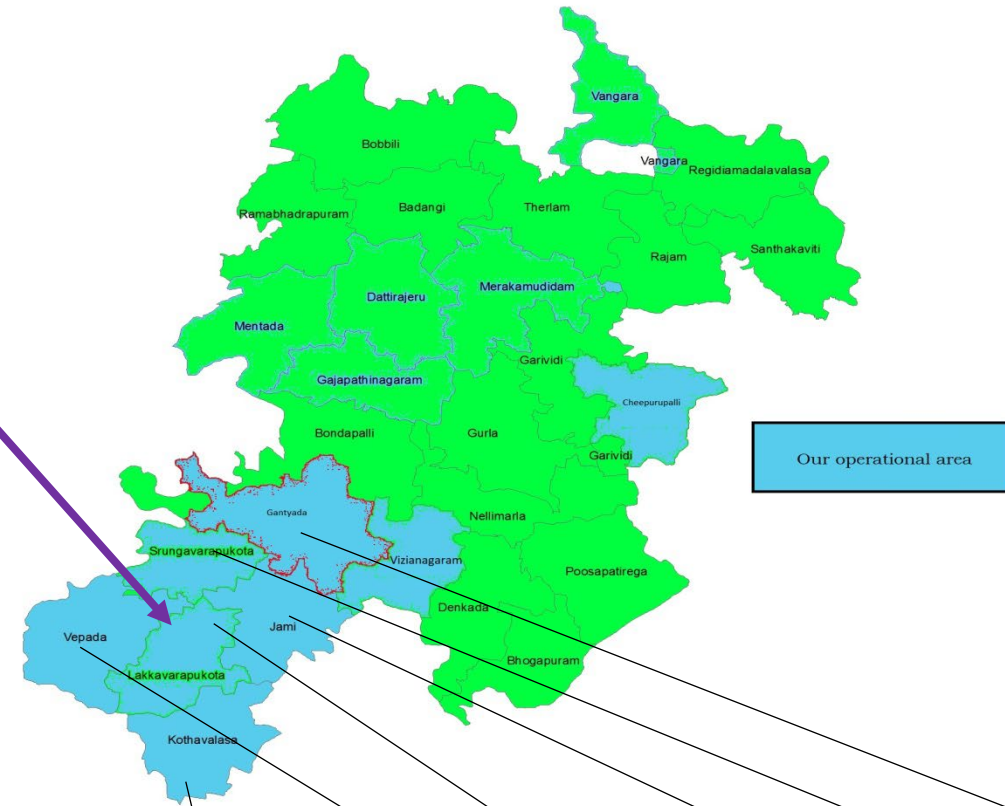 Vangara
Bobbili
Vangara
Regidiamadalavalasa
Ramabhadrapuram
Badangi
Therlam
Santhakaviti
Rajam
Merakamudidam
Dattirajeru
Mentada
Garividi
Gajapathinagaram
Cheepurupalli
Bondapalli
Gurla
Garividi
Our operational area
Gantyada
Nellimarla
Srungavarapukota
Vizianagaram
Poosapatirega
Denkada
Jami
Vepada
Bhogapuram
Lakkavarapukota
Kothavalasa